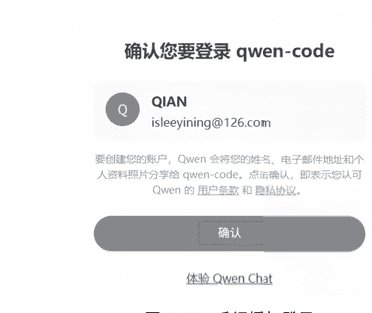 确认您要登录 qwen-code
Q
QIAN
isleeyining@126.com
要创建您的账户，Qwen 会将您的姓名、电子邮件地址和个
人资料照片分享给 qwen-code。点击确认，即表示您认可
Qwen 的 用户条款 和 隐私协议。
确认
体验 Qwen Chat